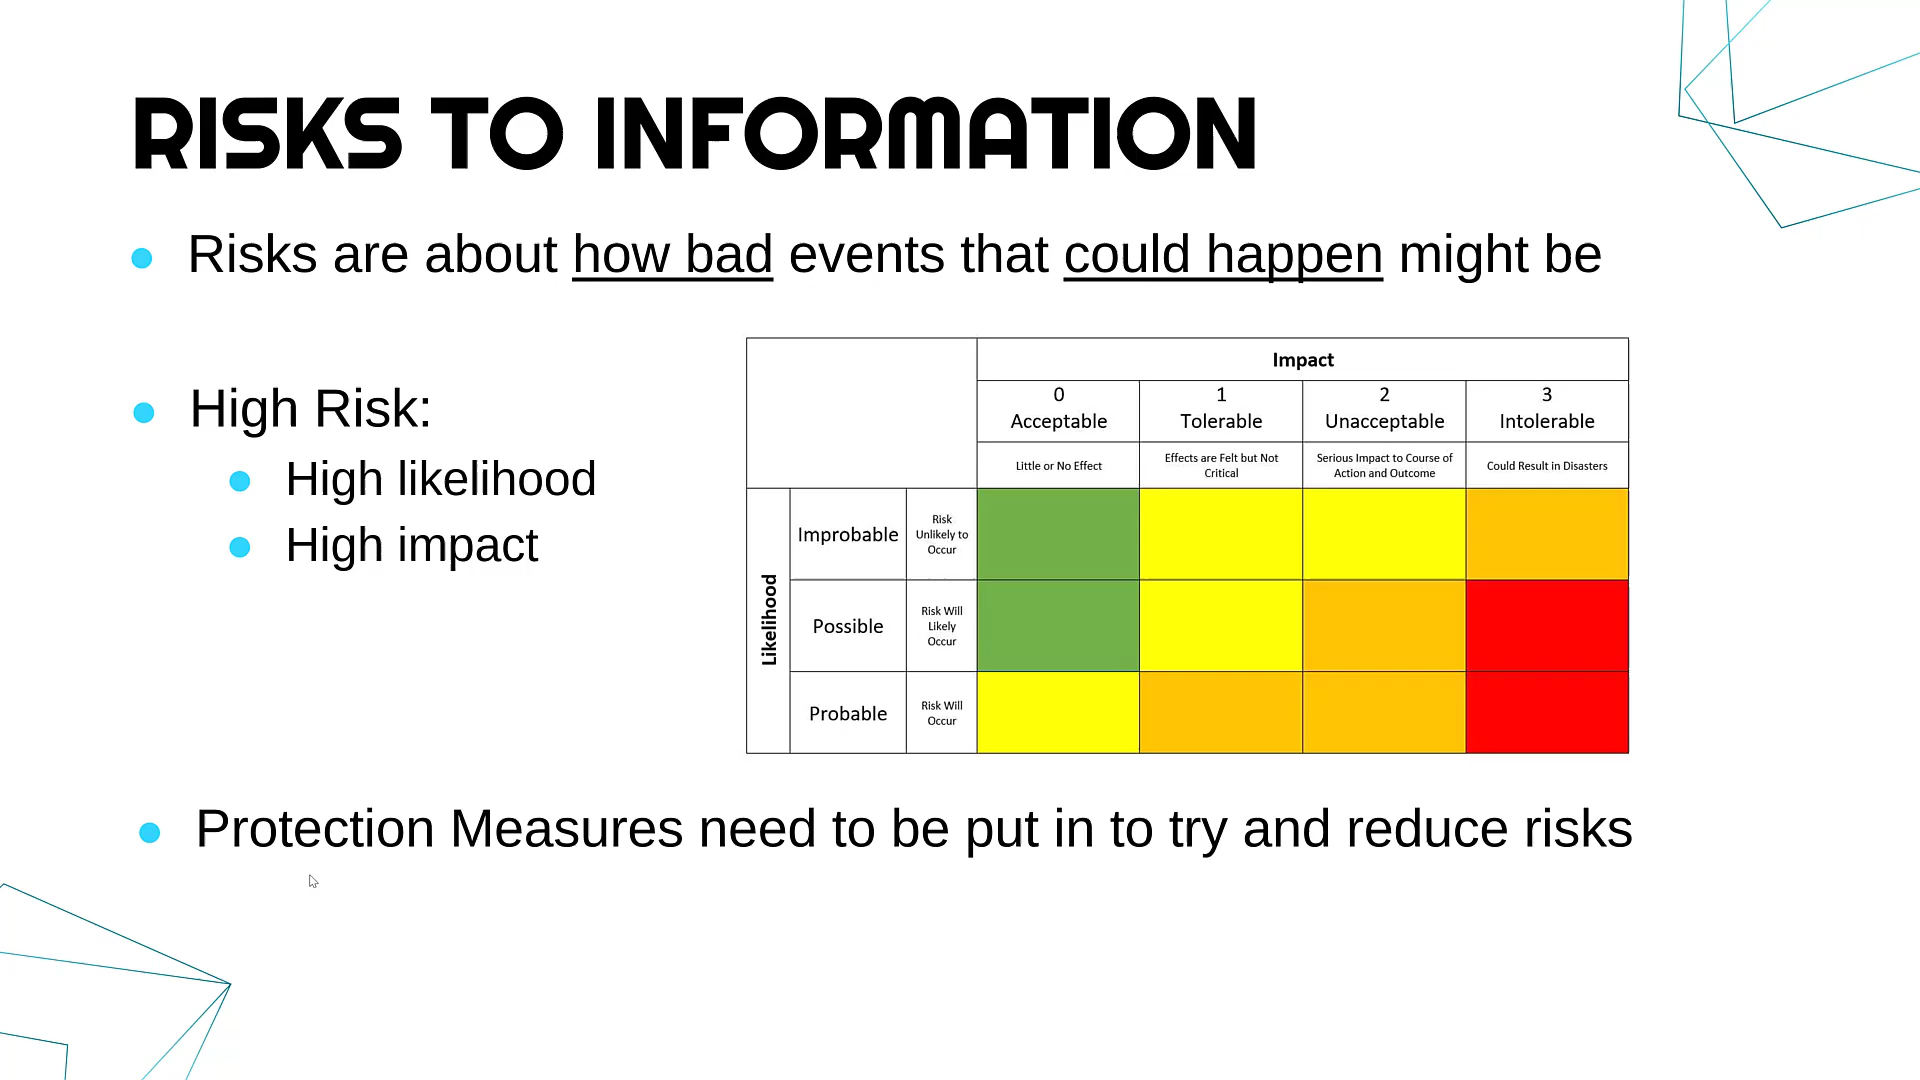 RISKS TO INFORMATION
Risks are about how bad events that could happen might be
High Risk:
High likelihood
High impact
Impact
0
Acceptable
1
Tolerable
2
Unacceptable
3
Intolerable
Little or No Effect
Effects are Felt but Not
Critical
Serious Impact to Course of
Action and Outcome
Could Result in Disasters
Likelihood
Improbable
Risk
Unlikely to
Occur
Possible
Risk Will
Likely
Occur
Probable
Risk Will
Occur
Protection Measures need to be put in to try and reduce risks